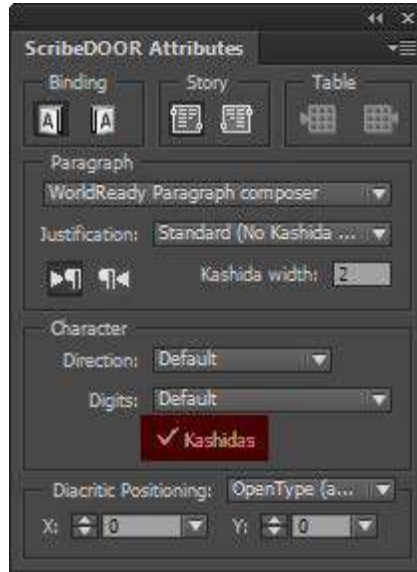 ScribeDOOR Attributes
Binding Story Table
A A
Paragraph
WorldReady Paragraph composer
Justification: Standard (No Kashida ...
Kashida width: 2
Character
Direction: Default
Digits: Default
Kashidas
Diacritic Positioning: OpenType (a...
X: 0 Y: 0